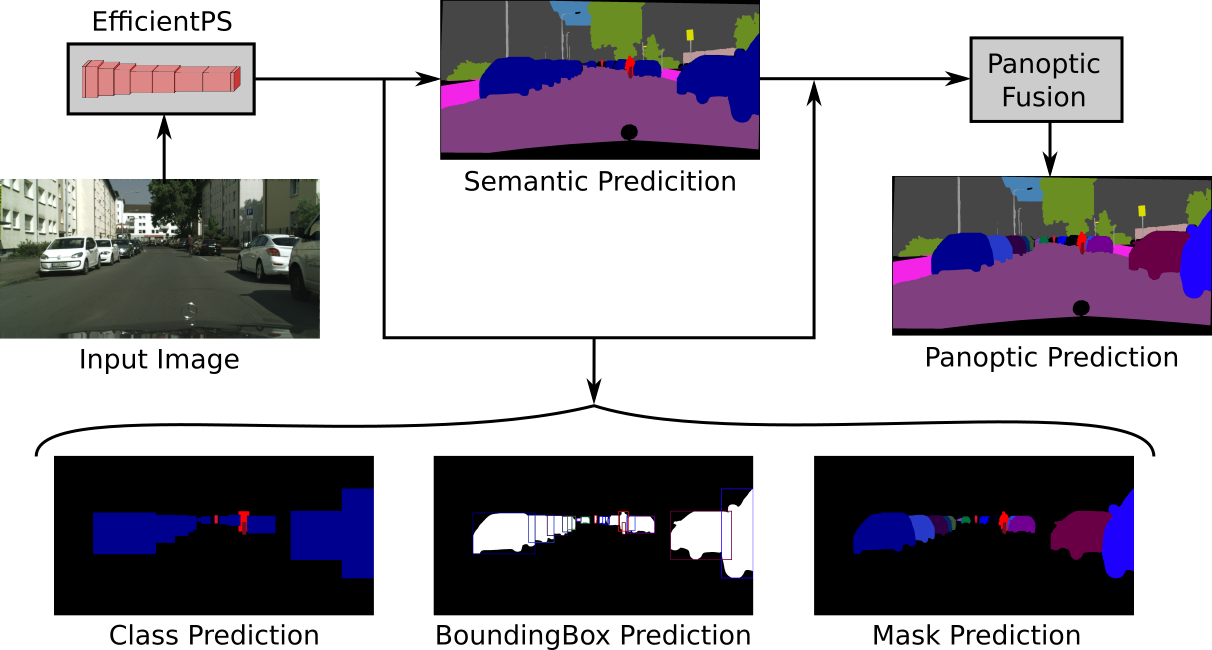 EfficientPS
Panoptic
Fusion
Semantic Predicition
Input Image
Panoptic Prediction
Class Prediction
BoundingBox Prediction
Mask Prediction